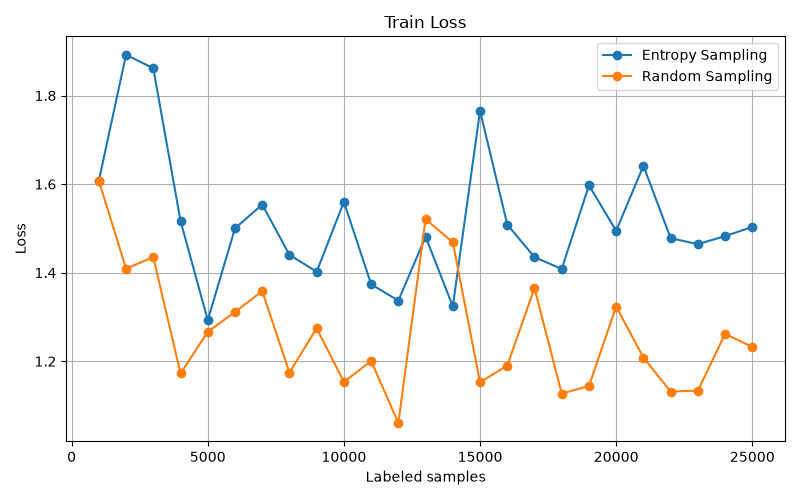 Train Loss
Entropy Sampling
Random Sampling
Loss
1.8
1.6
1.4
1.2
0 5000 10000 15000 20000 25000
Labeled samples